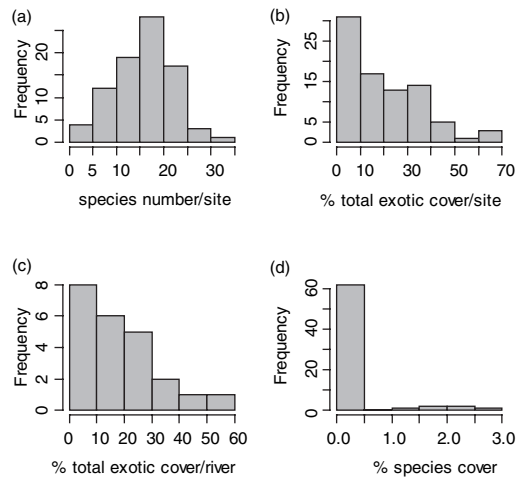 (a)
Frequency
0 5 10 20
0 5 10 20 30
species number/site
(b)
Frequency
0 5 15 25
0 10 30 50 70
% total exotic cover/site
(c)
Frequency
0 2 4 6 8
0 10 20 30 40 50 60
% total exotic cover/river
(d)
Frequency
0 20 40 60
0.0 1.0 2.0 3.0
% species cover